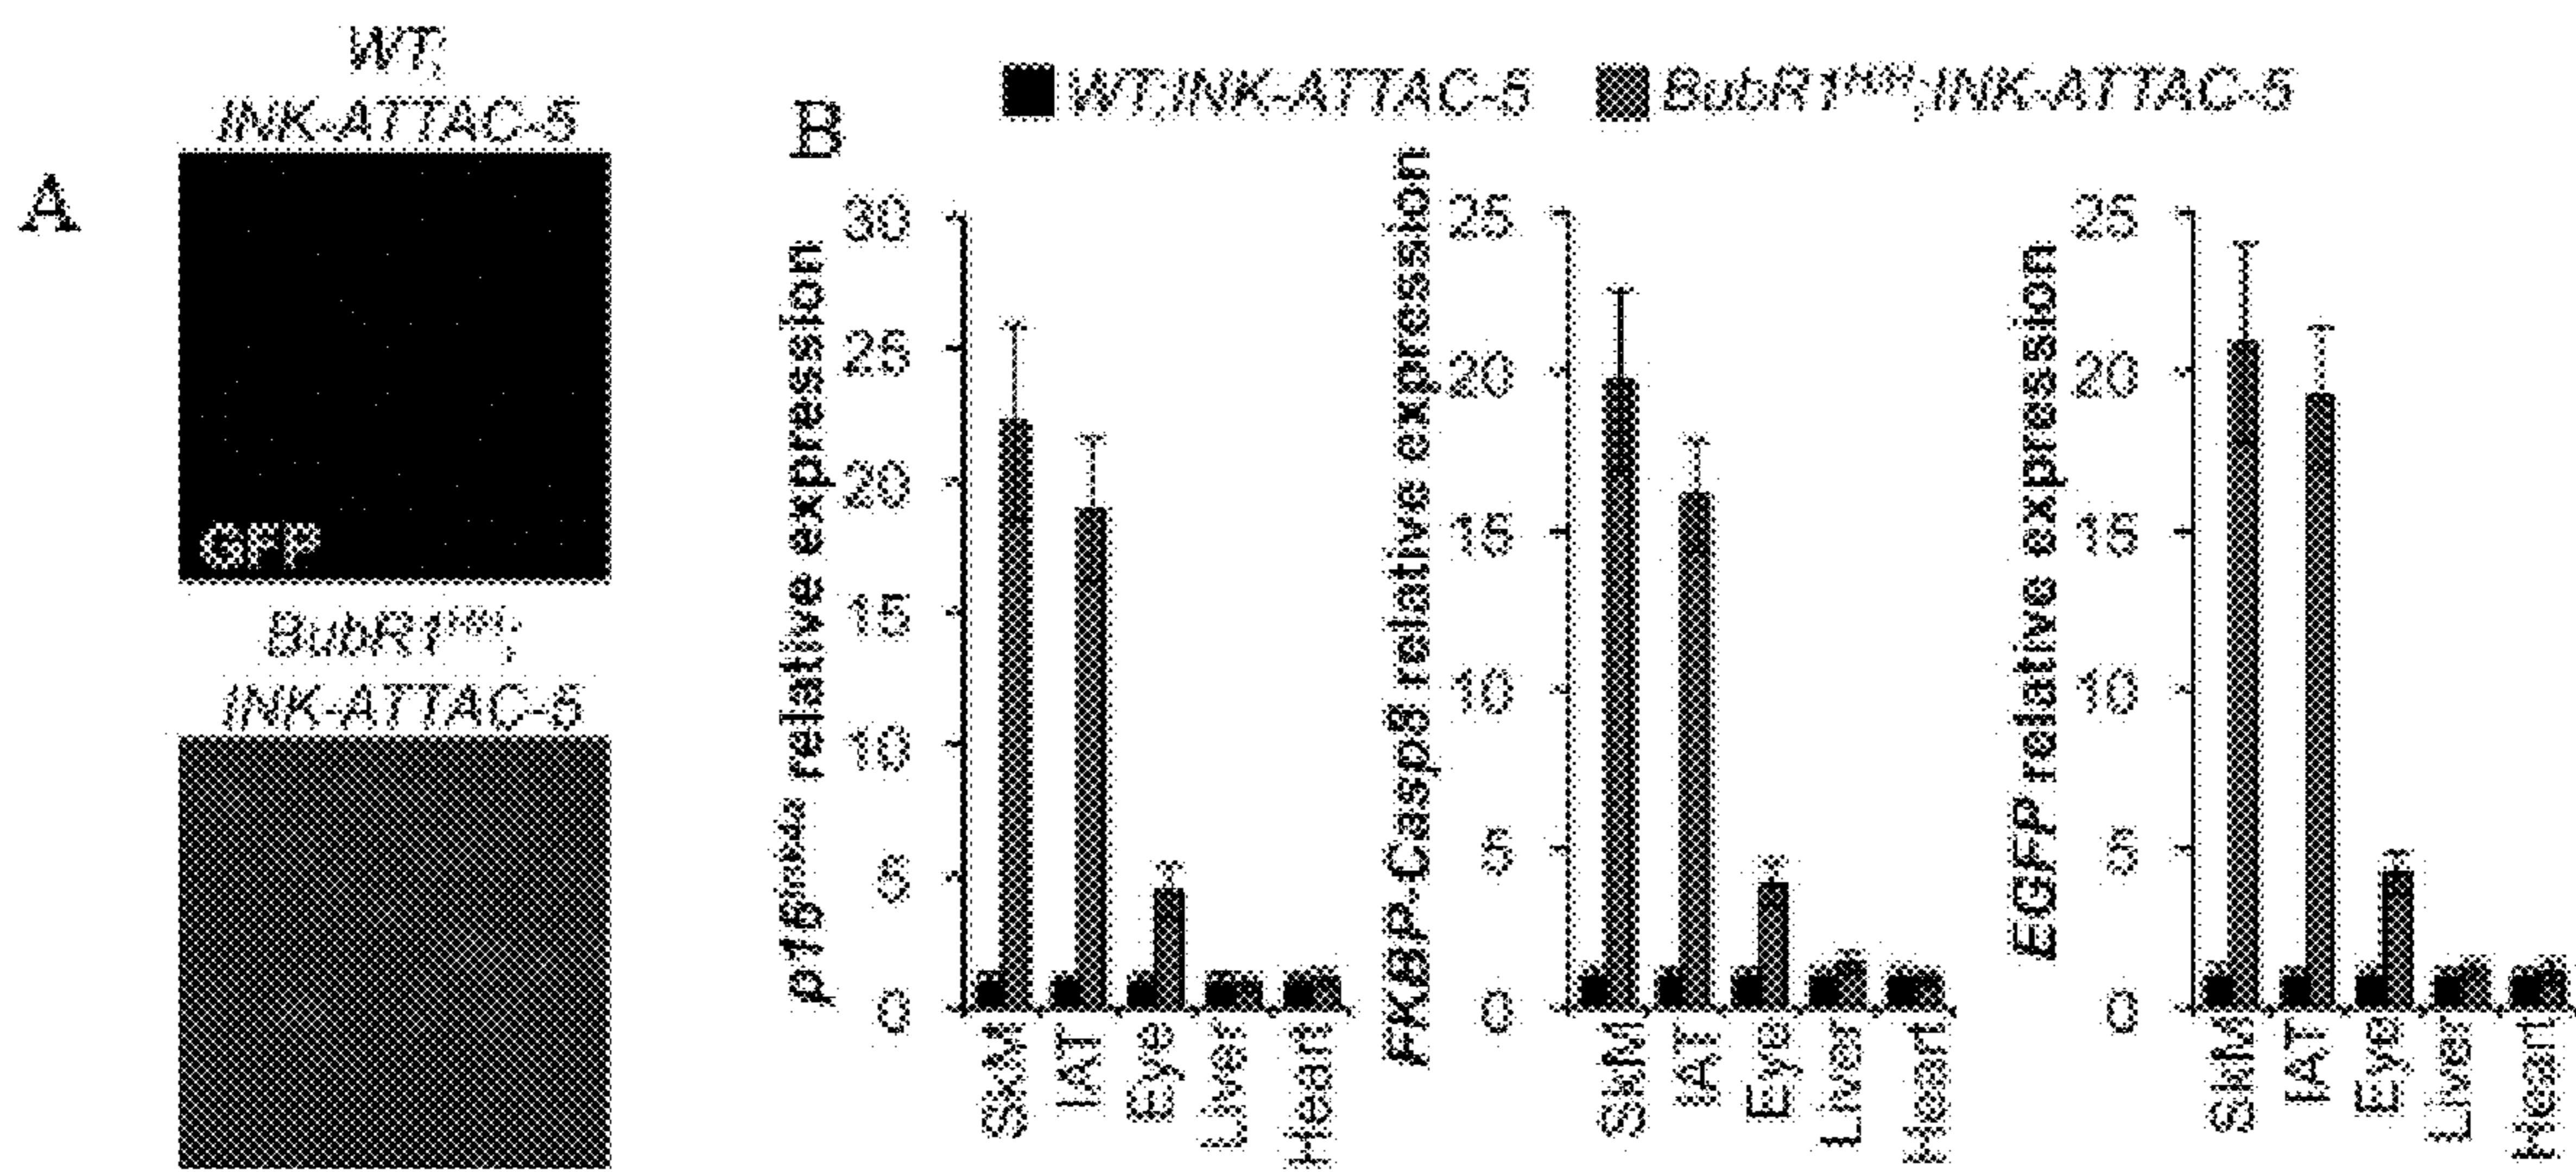 A
WT;
INK-ATTAC-5
GFP
BubR1H/H;
INK-ATTAC-5
B
WT;INK-ATTAC-5
BubR1H/H;INK-ATTAC-5
p16Ink4a relative expression
30
25
20
15
10
5
0
SkM
IAT
Eye
Liver
Heart
FKBP-Casp8 relative expression
25
20
15
10
5
0
SkM
IAT
Eye
Liver
Heart
EGFP relative expression
25
20
15
10
5
0
SkM
IAT
Eye
Liver
Heart